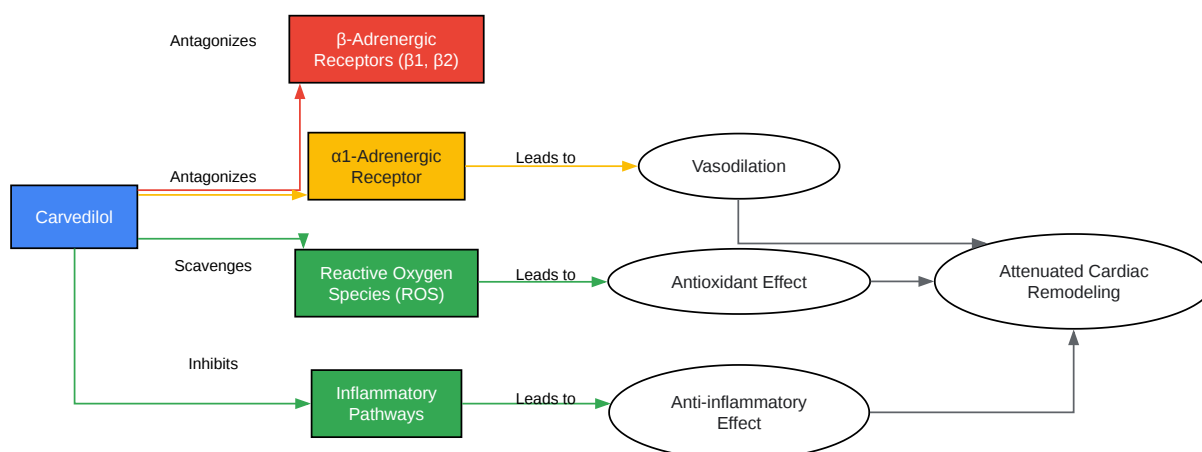 Antagonizes
β-Adrenergic
Receptors (β1, β2)
Antagonizes
α1-Adrenergic
Receptor
Leads to
Vasodilation
Carvedilol
Scavenges
Reactive Oxygen
Species (ROS)
Leads to
Antioxidant Effect
Attenuated Cardiac
Remodeling
Inhibits
Inflammatory
Pathways
Leads to
Anti-inflammatory
Effect